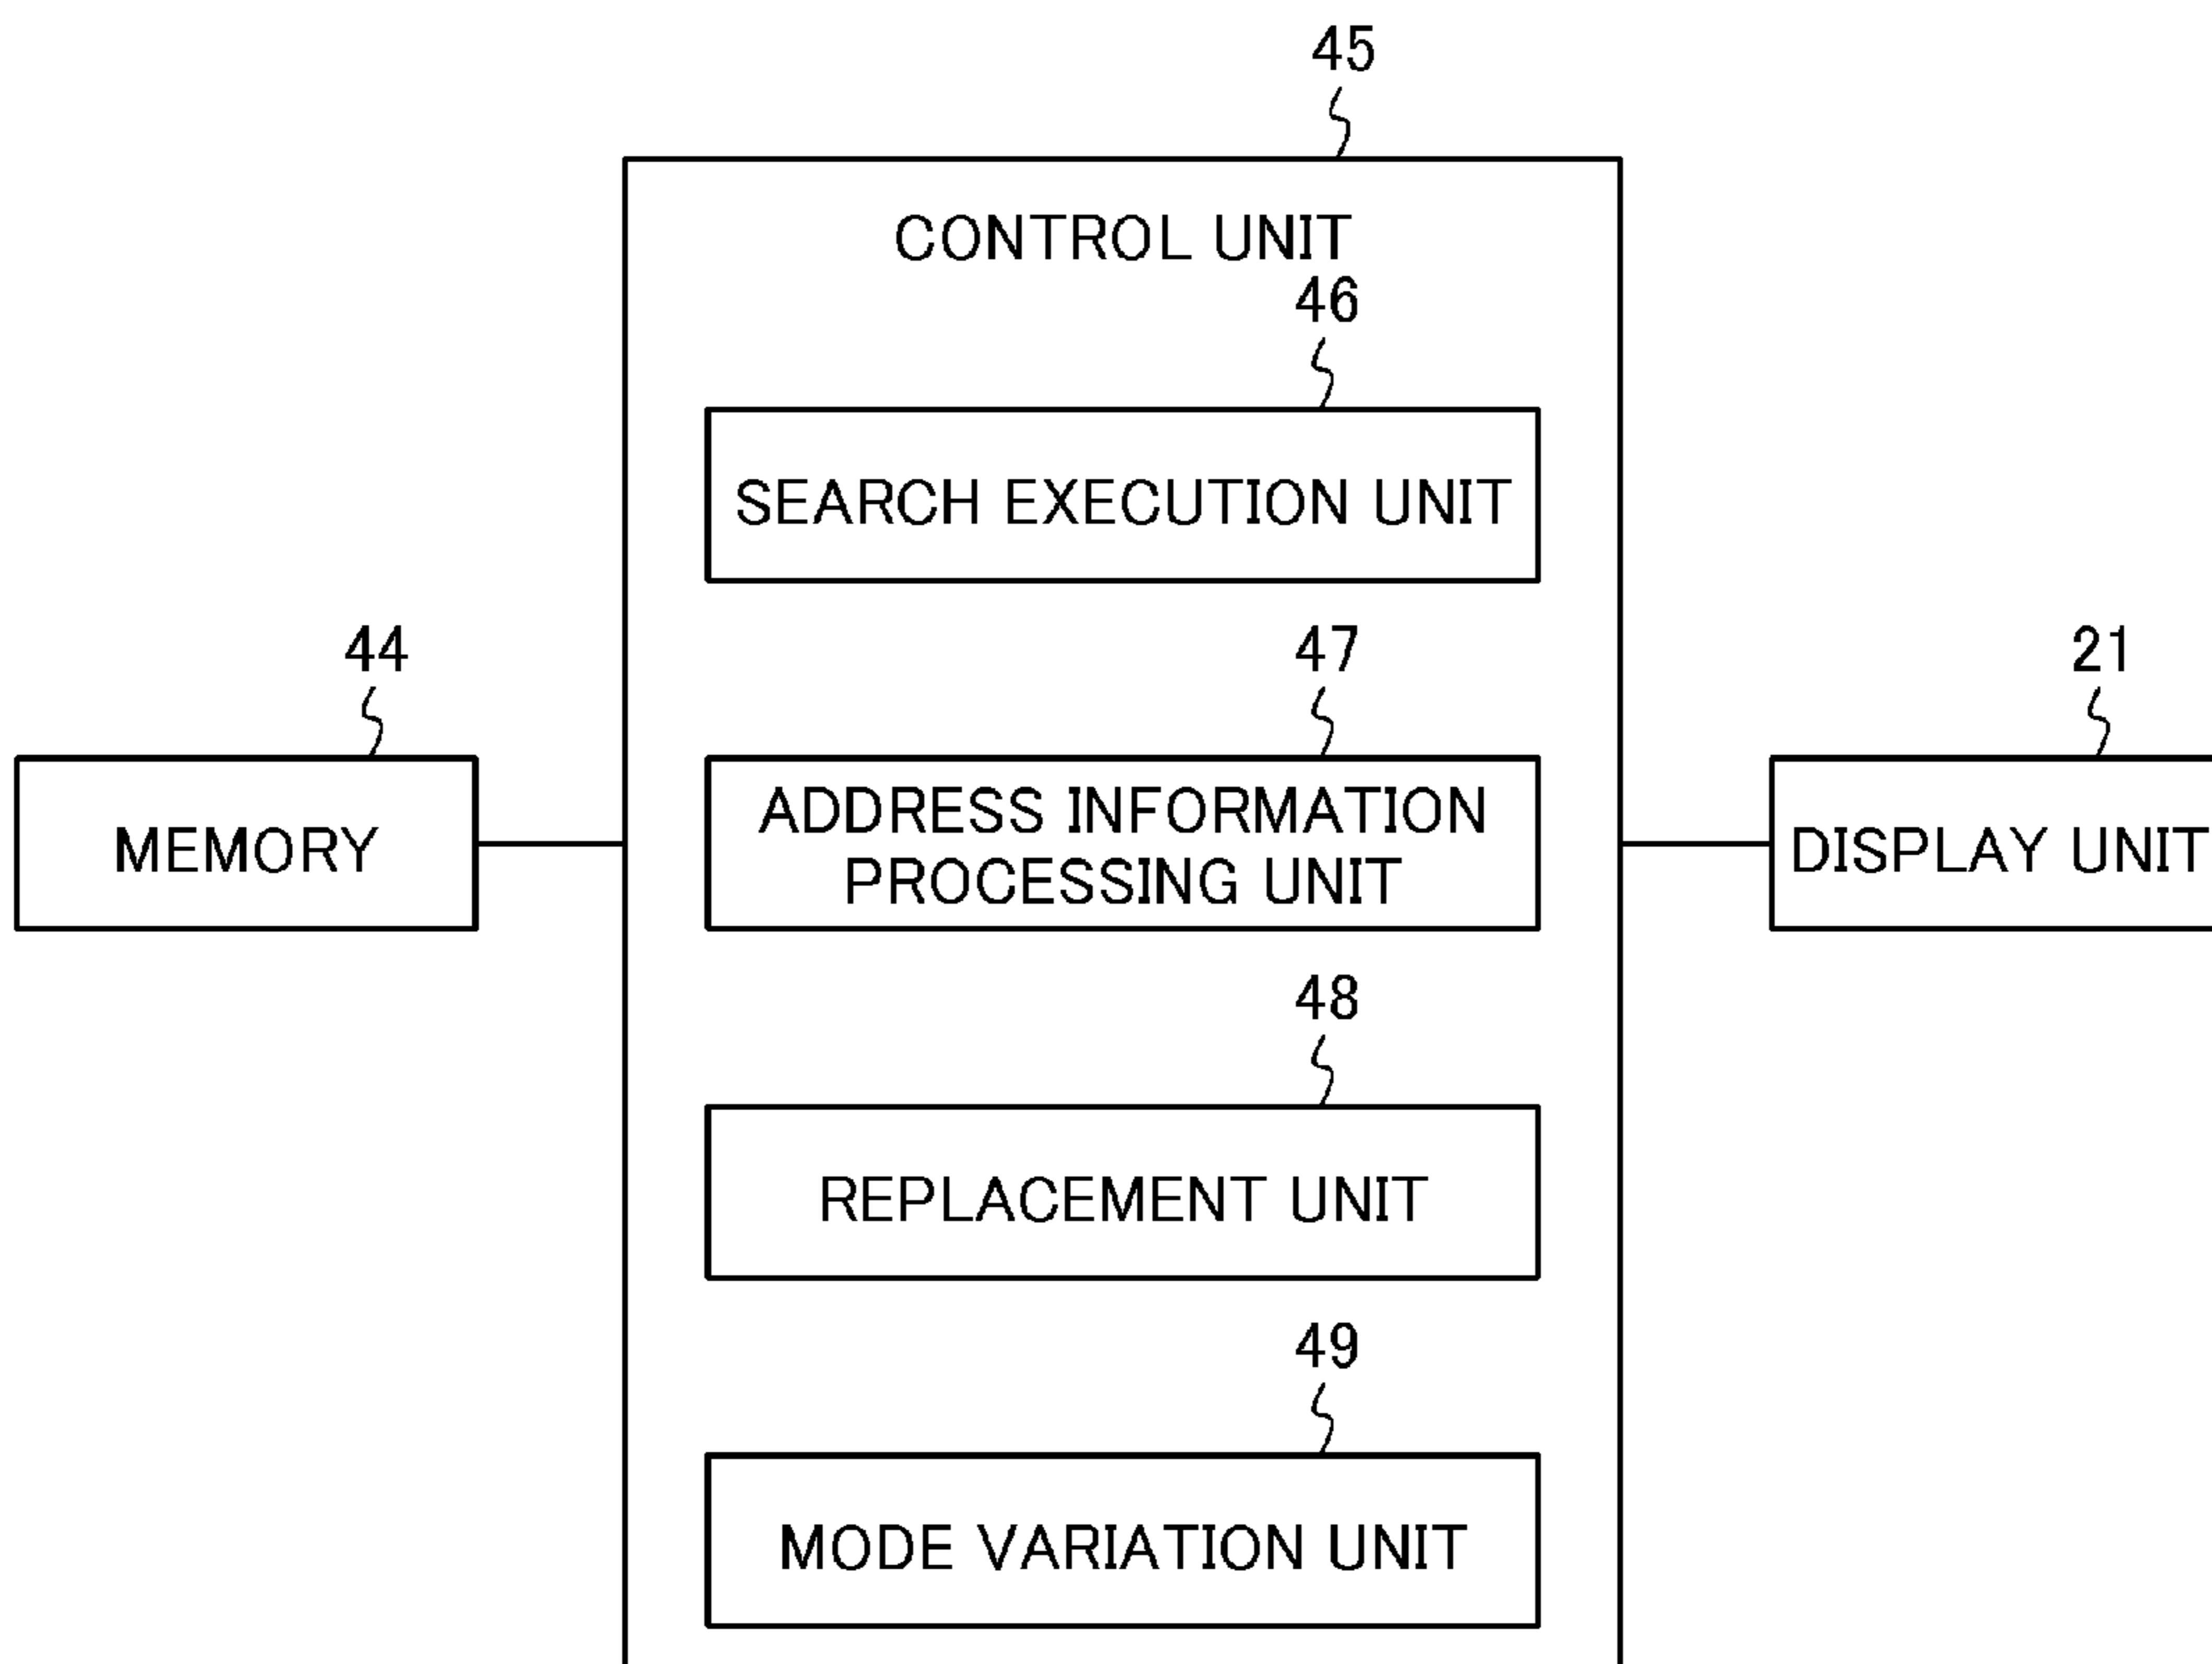 45
CONTROL UNIT
46
SEARCH EXECUTION UNIT
44
MEMORY
47
ADDRESS INFORMATION
PROCESSING UNIT
21
DISPLAY UNIT
48
REPLACEMENT UNIT
49
MODE VARIATION UNIT